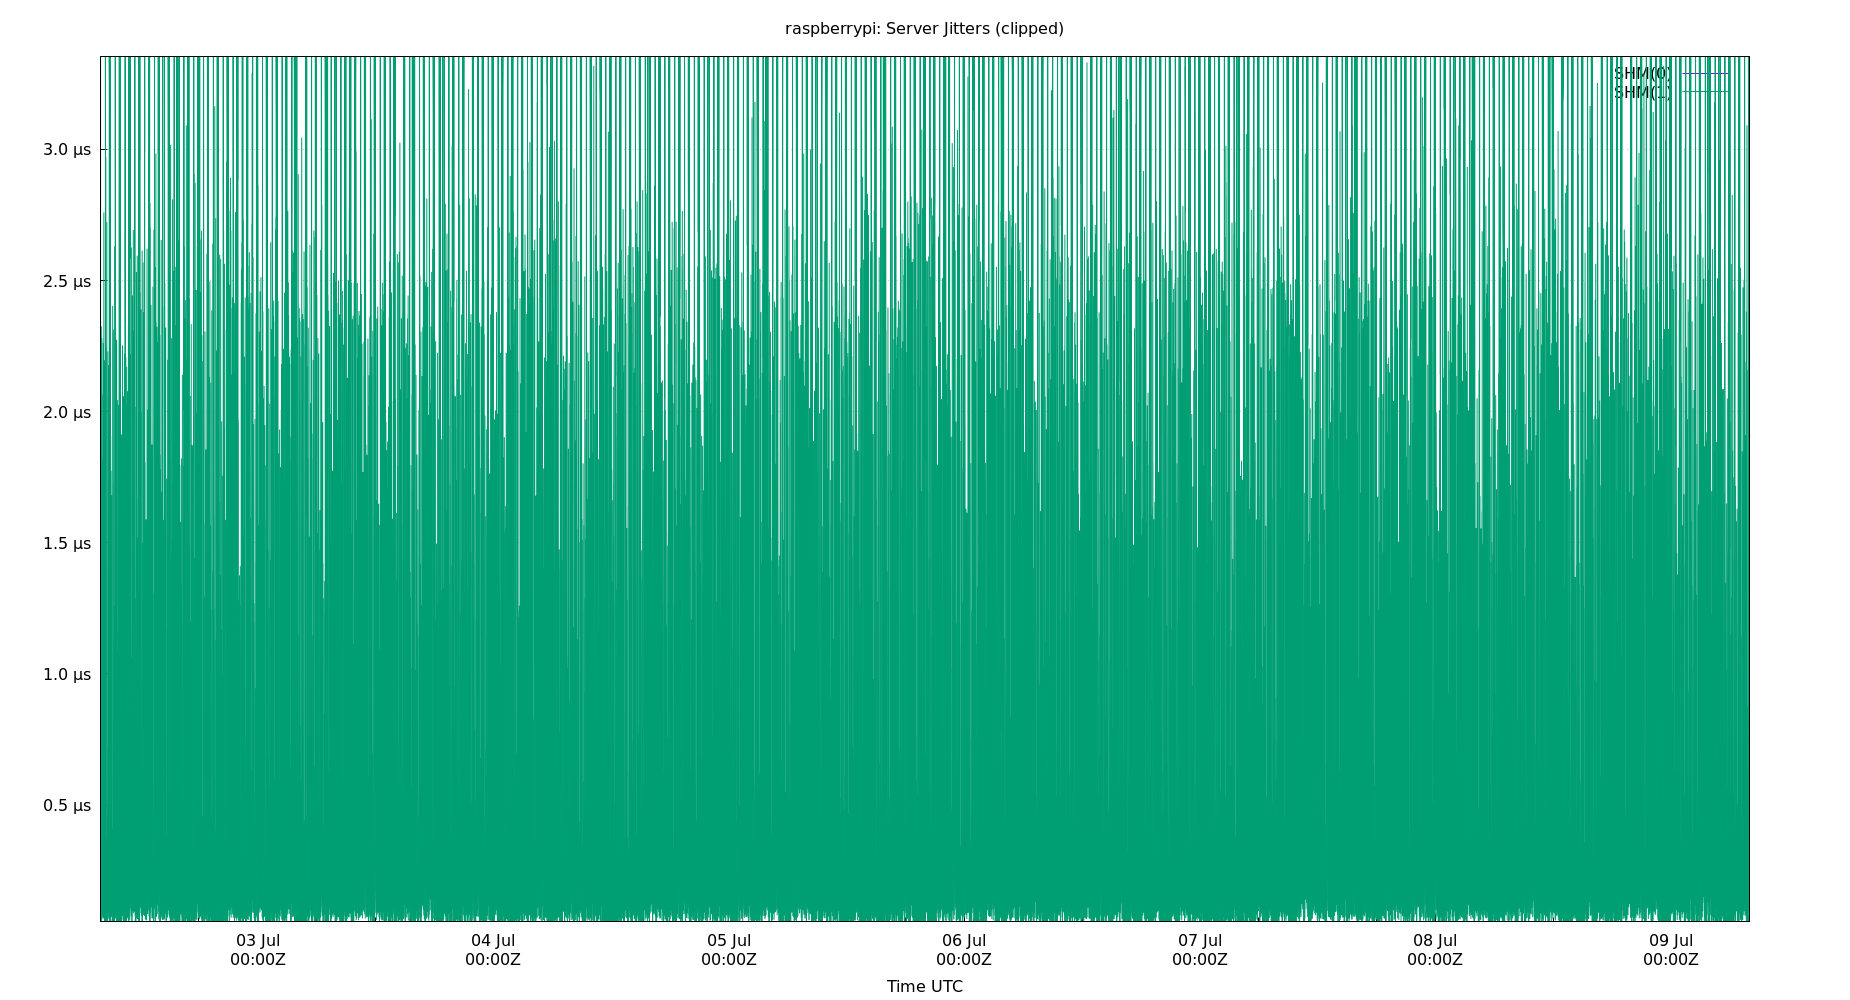 raspberrypi: Server Jitters (clipped)
SHM(0)
SHM(1)
3.0 µs
2.5 µs
2.0 µs
1.5 µs
1.0 µs
0.5 µs
03 Jul 04 Jul 05 Jul 06 Jul 07 Jul 08 Jul 09 Jul
00:00Z 00:00Z 00:00Z 00:00Z 00:00Z 00:00Z 00:00Z
Time UTC